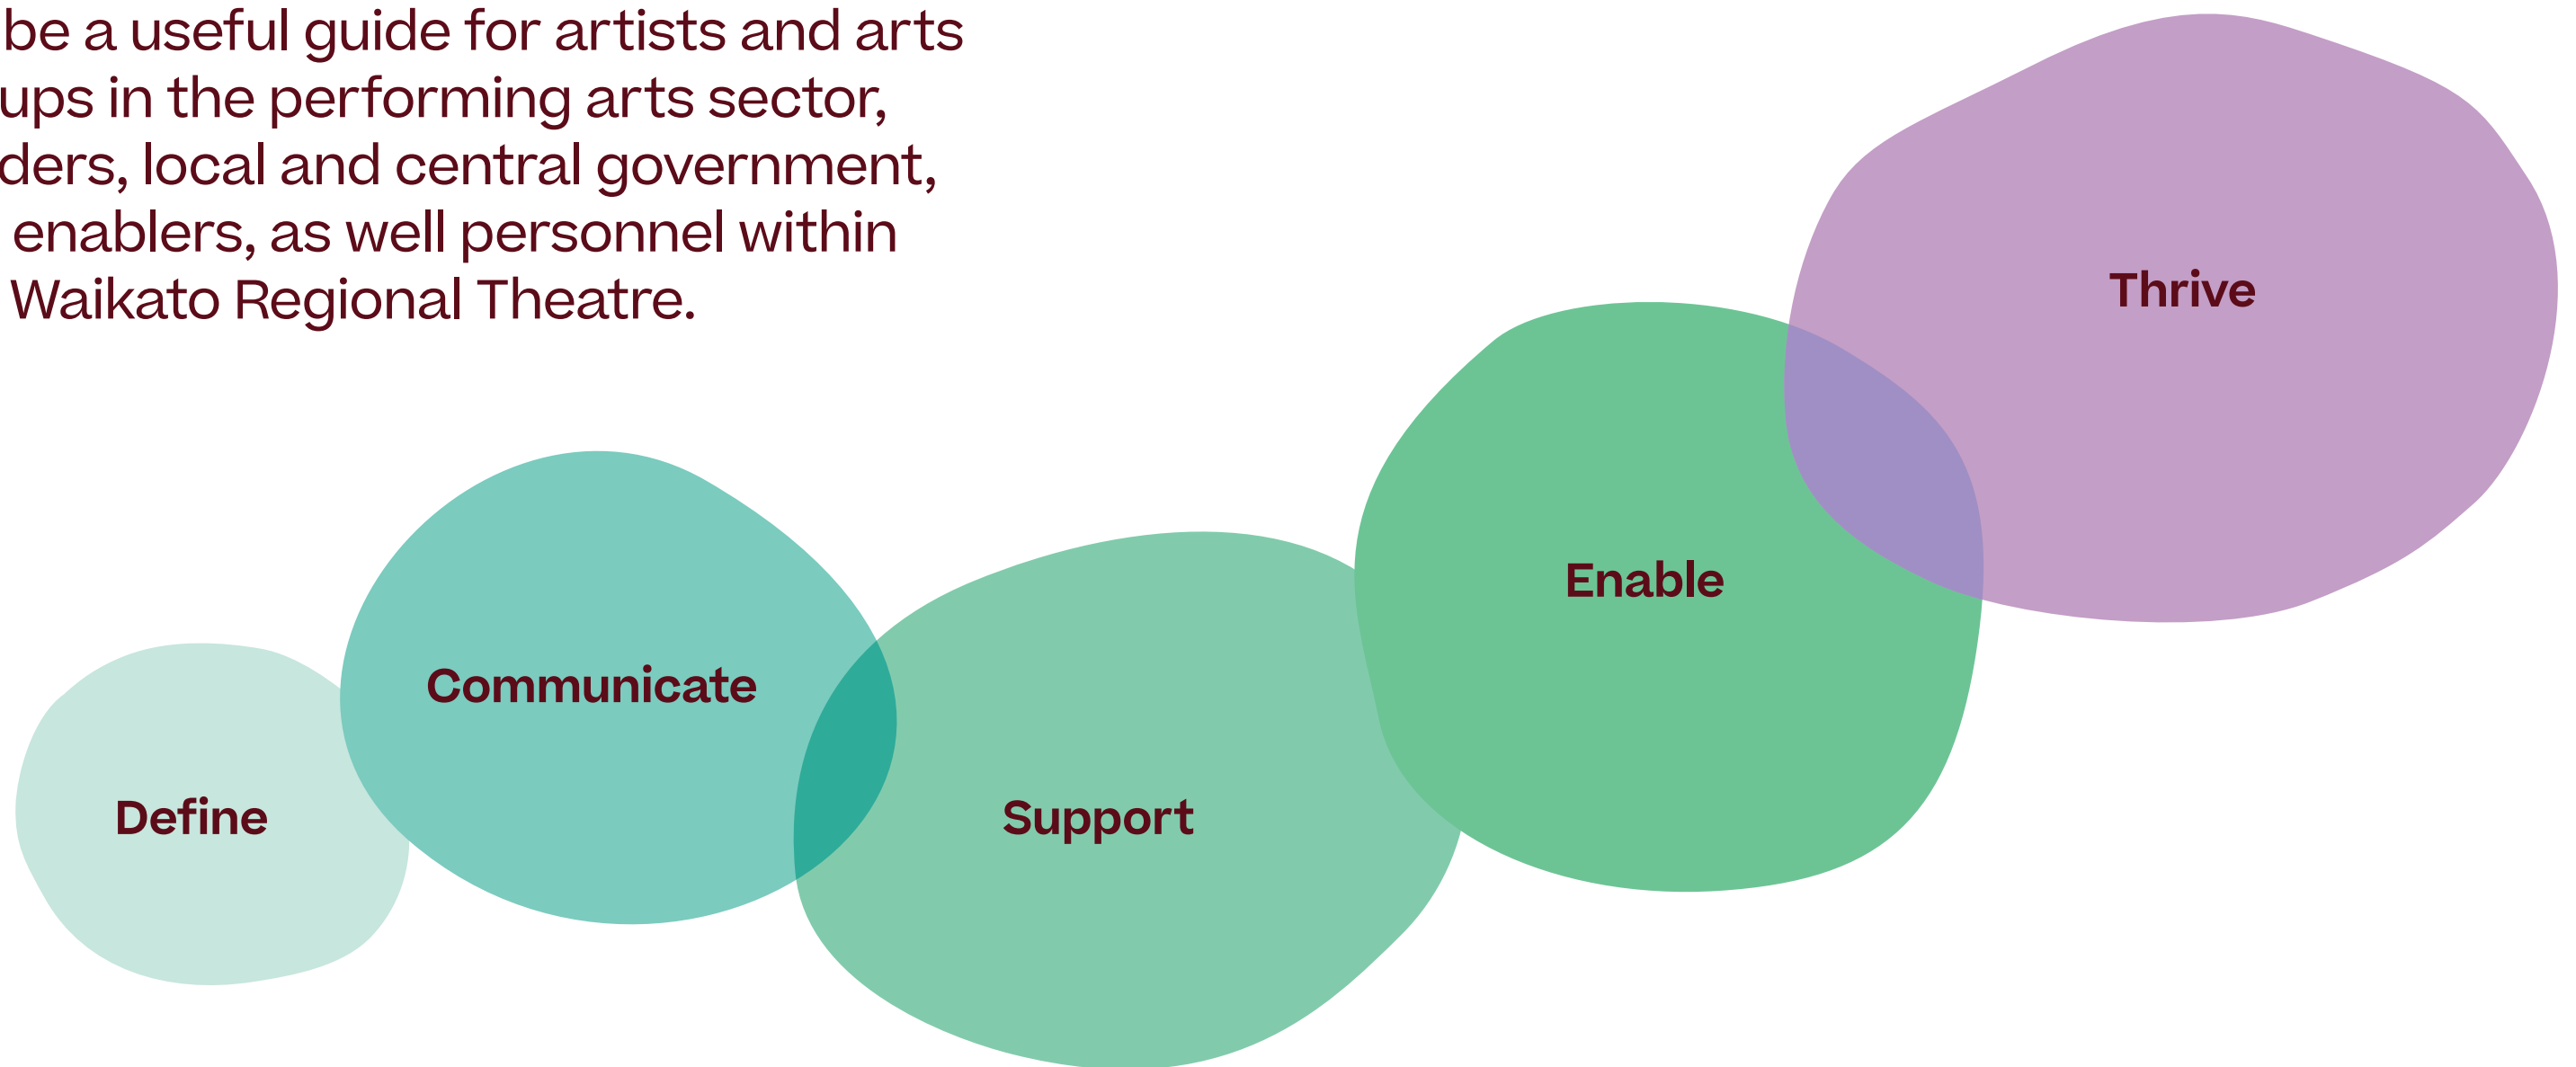 be a useful guide for artists and arts
ups in the performing arts sector,
ders, local and central government,
enablers, as well personnel within
Waikato Regional Theatre.
Thrive
Enable
Communicate
Define
Support